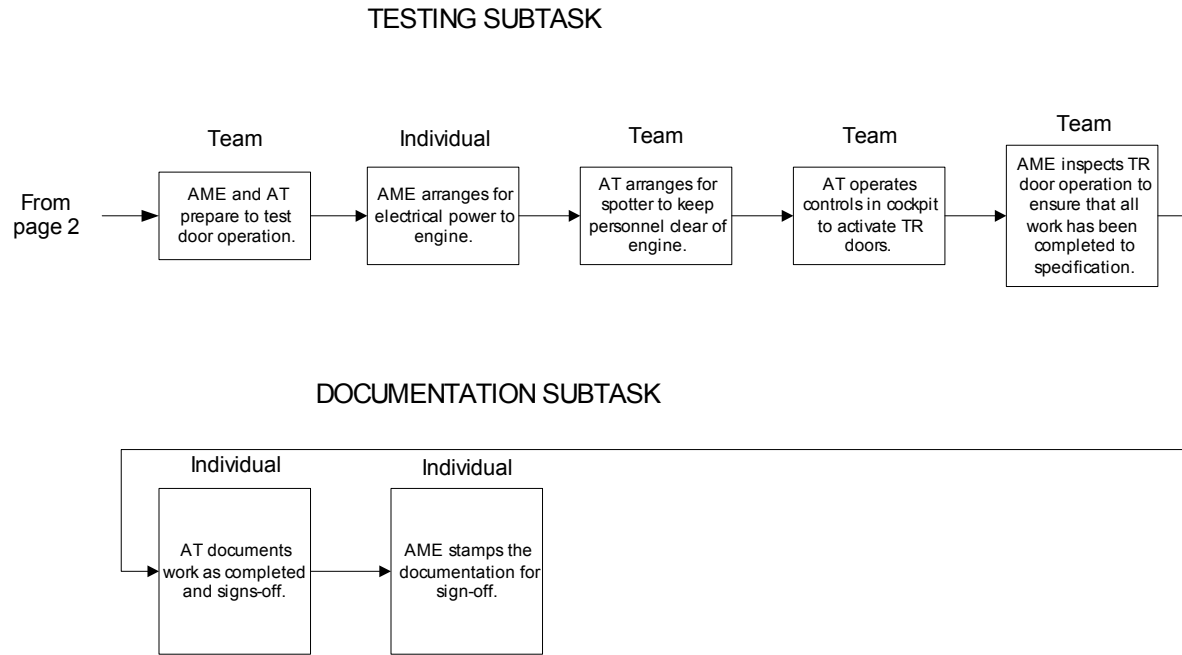 TESTING SUBTASK
From
page 2
Team
AME and AT
prepare to test
door operation.
Individual
AME arranges for
electrical power to
engine.
Team
AT arranges for
spotter to keep
personnel clear of
engine.
Team
AT operates
controls in cockpit
to activate TR
doors.
Team
AME inspects TR
door operation to
ensure that all
work has been
completed to
specification.
DOCUMENTATION SUBTASK
Individual
AT documents
work as completed
and signs-off.
Individual
AME stamps the
documentation for
sign-off.